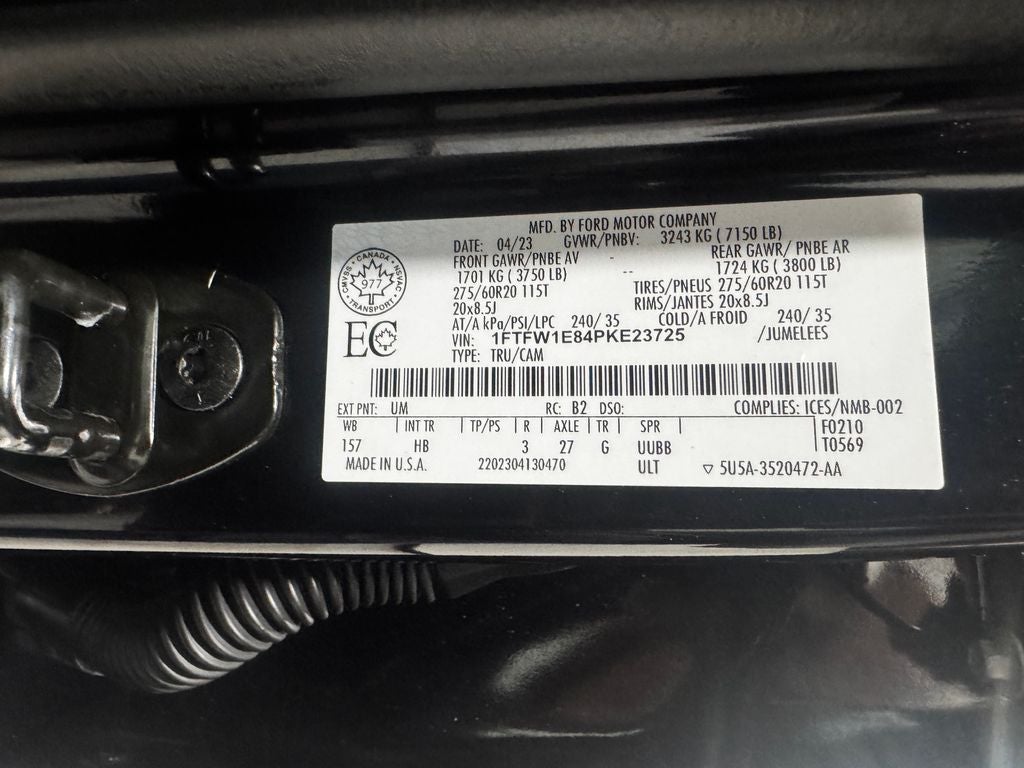 MFD. BY FORD MOTOR COMPANY
DATE: 04/23 GVWR/PNBV: 3243 KG ( 7150 LB)
FRONT GAWR/PNBE AV - REAR GAWR/ PNBE AR
1701 KG ( 3750 LB) -- 1724 KG ( 3800 LB)
275/60R20 115T TIRES/PNEUS 275/60R20 115T
20x8.5J RIMS/JANTES 20x8.5J
AT/A kPa/PSI/LPC 240/ 35 COLD/A FROID 240/ 35
VIN: 1FTFW1E84PKE23725 /JUMELEES
TYPE: TRU/CAM
CANADA
CMVSS NSVAC
977
TRANSPORT
EC
EXT PNT: UM RC: B2 DSO: COMPLIES: ICES/NMB-002
WB | INT TR | TP/PS | R | AXLE | TR | SPR | F0210
157 HB 3 27 G UUBB T0569
MADE IN U.S.A. 2202304130470 ULT ▽ 5U5A-3520472-AA